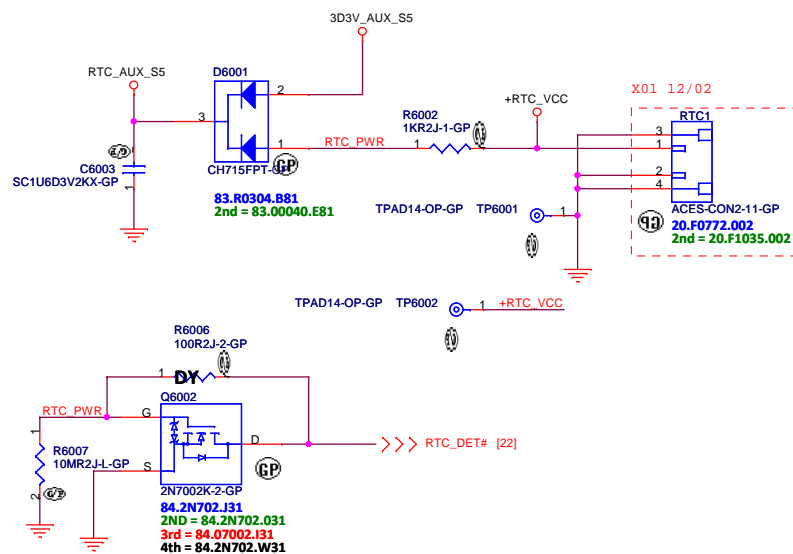 3D3V_AUX_S5
RTC_AUX_S5
D6001
2
3
1
RTC_PWR
CH715FPT-
GP
83.R0304.B81
2nd = 83.00040.E81
C6003
SC1U6D3V2KX-GP
1
R6002
1KR2J-1-GP
1
+RTC_VCC
X01 12/02
RTC1
3
1
2
4
ACES-CON2-11-GP
20.F0772.002
2nd = 20.F1035.002
TPAD14-OP-GP TP6001
1
TPAD14-OP-GP TP6002
1
+RTC_VCC
R6006
100R2J-2-GP
1
DY
Q6002
RTC_PWR
G
D
S
RTC_DET# [22]
1
R6007
10MR2J-L-GP
2
GP
2N7002K-2-GP
84.2N702.J31
2ND = 84.2N702.031
3rd = 84.07002.I31
4th = 84.2N702.W31